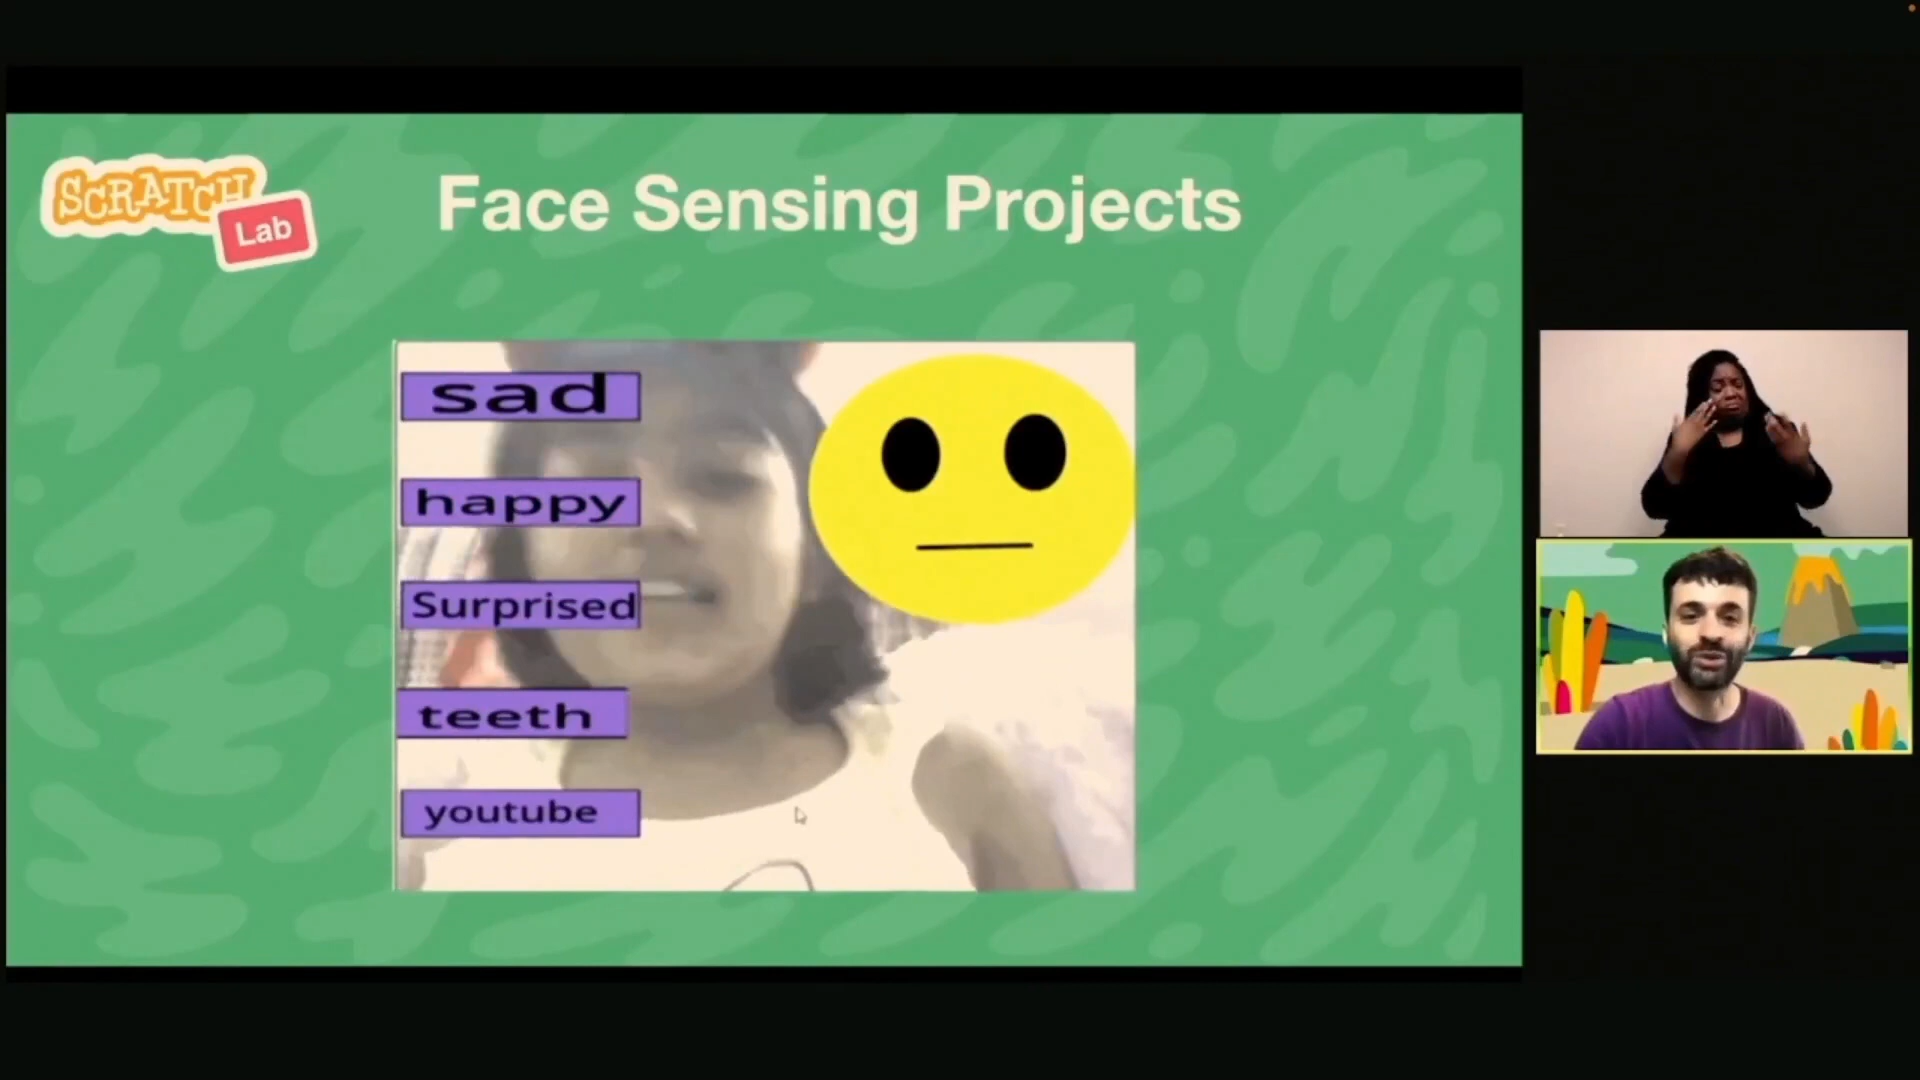 SCRATCH
Lab
Face Sensing Projects
sad
happy
Surprised
teeth
youtube